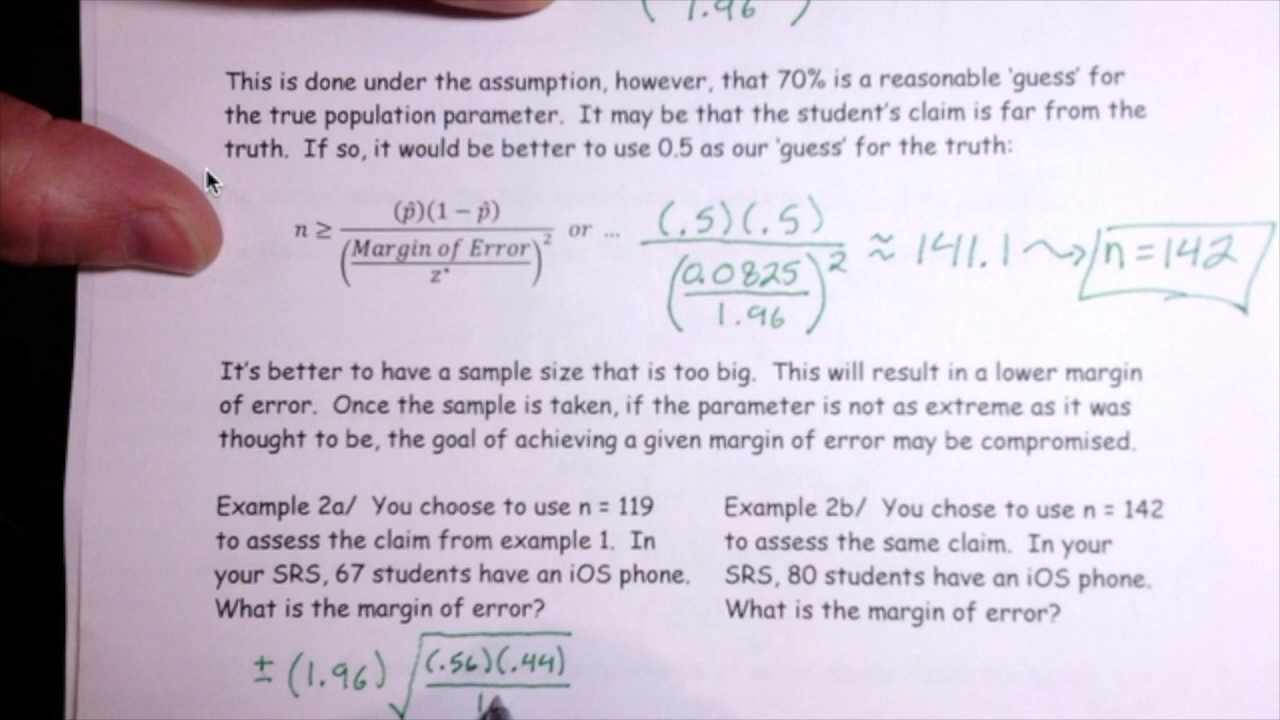 ( 1.96 )
This is done under the assumption, however, that 70% is a reasonable 'guess' for
the true population parameter. It may be that the student's claim is far from the
truth. If so, it would be better to use 0.5 as our 'guess' for the truth:
n ≥ (p̂)(1 − p̂) / (Margin of Error / z*)² or ... (.5)(.5) / (0.0825 / 1.96)² ≈ 141.1 → n = 142
It's better to have a sample size that is too big. This will result in a lower margin
of error. Once the sample is taken, if the parameter is not as extreme as it was
thought to be, the goal of achieving a given margin of error may be compromised.
Example 2a/ You choose to use n = 119
to assess the claim from example 1. In
your SRS, 67 students have an iOS phone.
What is the margin of error?
± (1.96) √ (.56)(.44) / 1
Example 2b/ You chose to use n = 142
to assess the same claim. In your
SRS, 80 students have an iOS phone.
What is the margin of error?